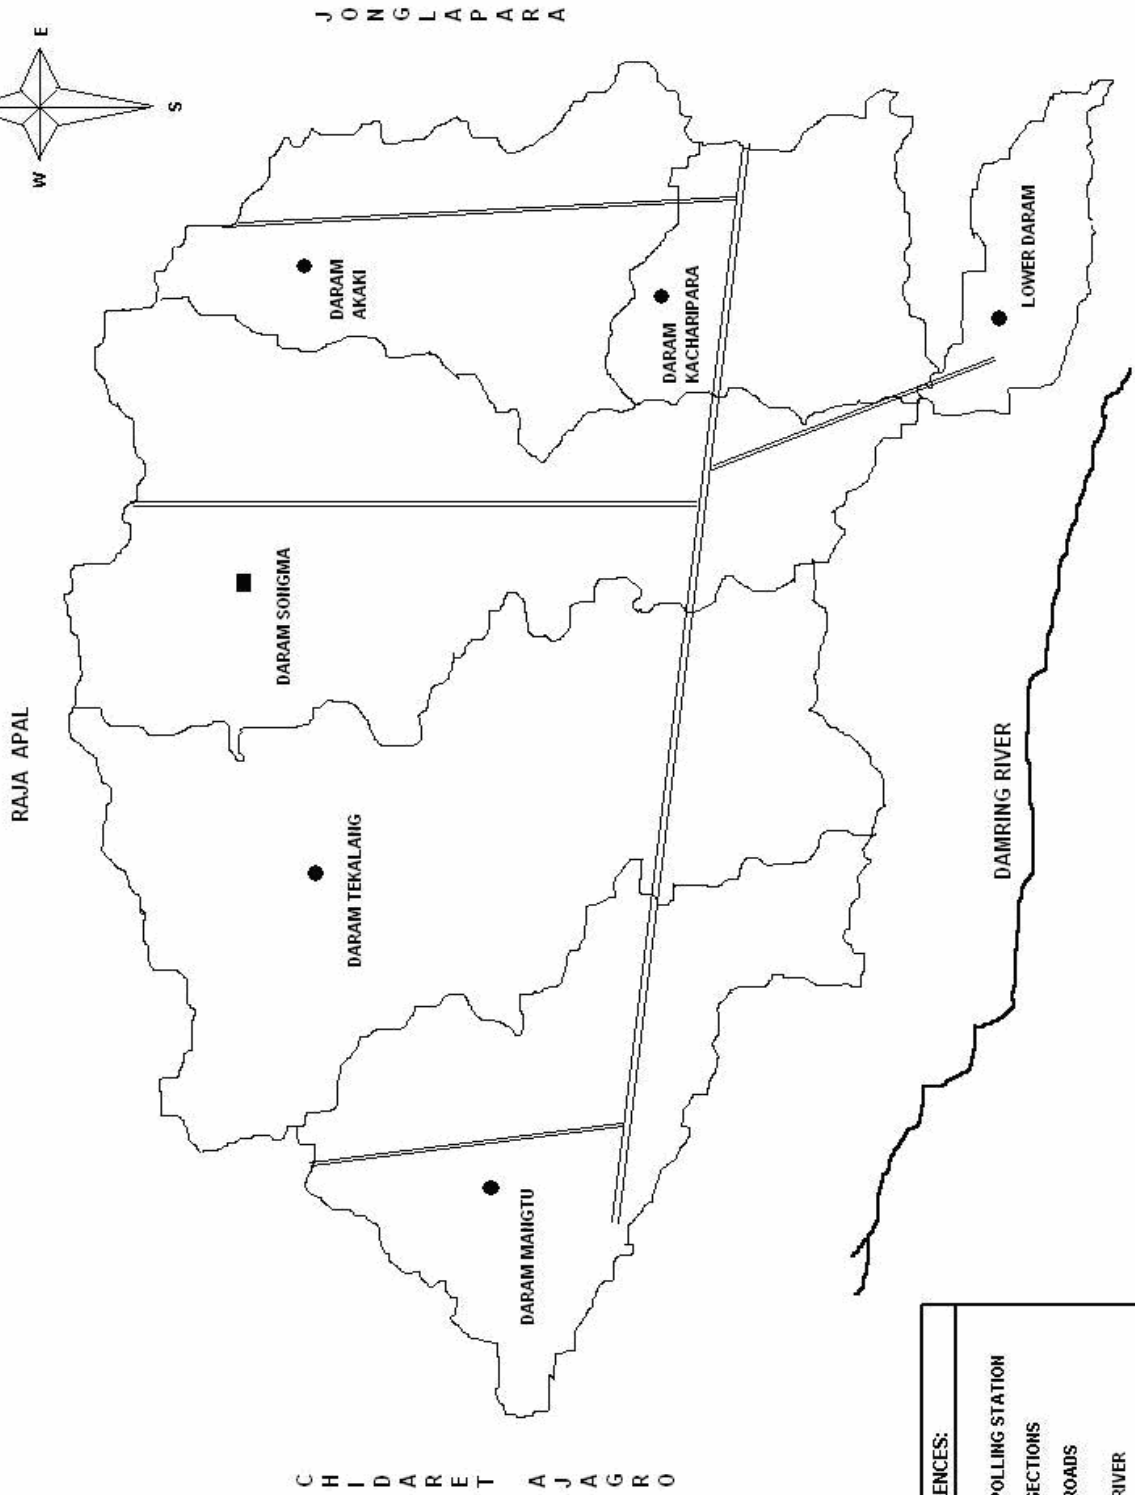 RAJA APAL
W
E
S
JONGLAPARA
CHIDARET AJAGRO
DARAM
AKAKI
DARAM SONGMA
DARAM TEKALANG
DARAM MANGTU
DARAM
KACHARIPARA
LOWER DARAM
DAMRING RIVER
ENCES:
POLLING STATION
SECTIONS
ROADS
RIVER